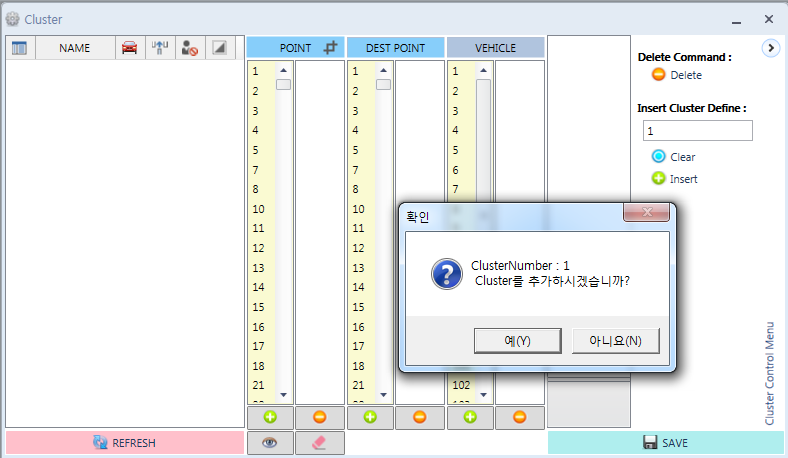 Cluster
NAME
POINT
DEST POINT
VEHICLE
1
2
3
4
5
7
8
10
11
12
13
14
15
16
17
18
21
1
2
3
4
5
7
8
10
11
12
13
14
15
16
17
18
21
1
2
3
4
5
6
7
102
Delete Command :
Delete
Insert Cluster Define :
1
Clear
Insert
확인
ClusterNumber : 1
Cluster를 추가하시겠습니까?
예(Y)
아니요(N)
Cluster Control Menu
REFRESH
SAVE